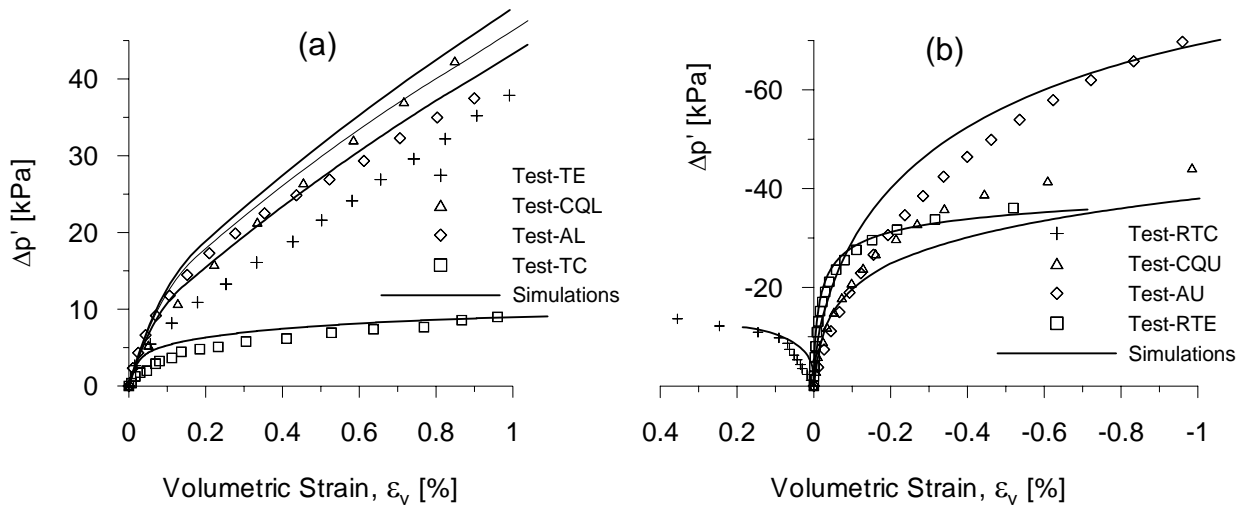 (a)
Δp' [kPa]
40
30
20
10
0
0 0.2 0.4 0.6 0.8 1
Volumetric Strain, εv [%]
Test-TE
Test-CQL
Test-AL
Test-TC
Simulations
(b)
Δp' [kPa]
-60
-40
-20
0.4 0 -0.2 -0.4 -0.6 -0.8 -1
Volumetric Strain, εv [%]
Test-RTC
Test-CQU
Test-AU
Test-RTE
Simulations